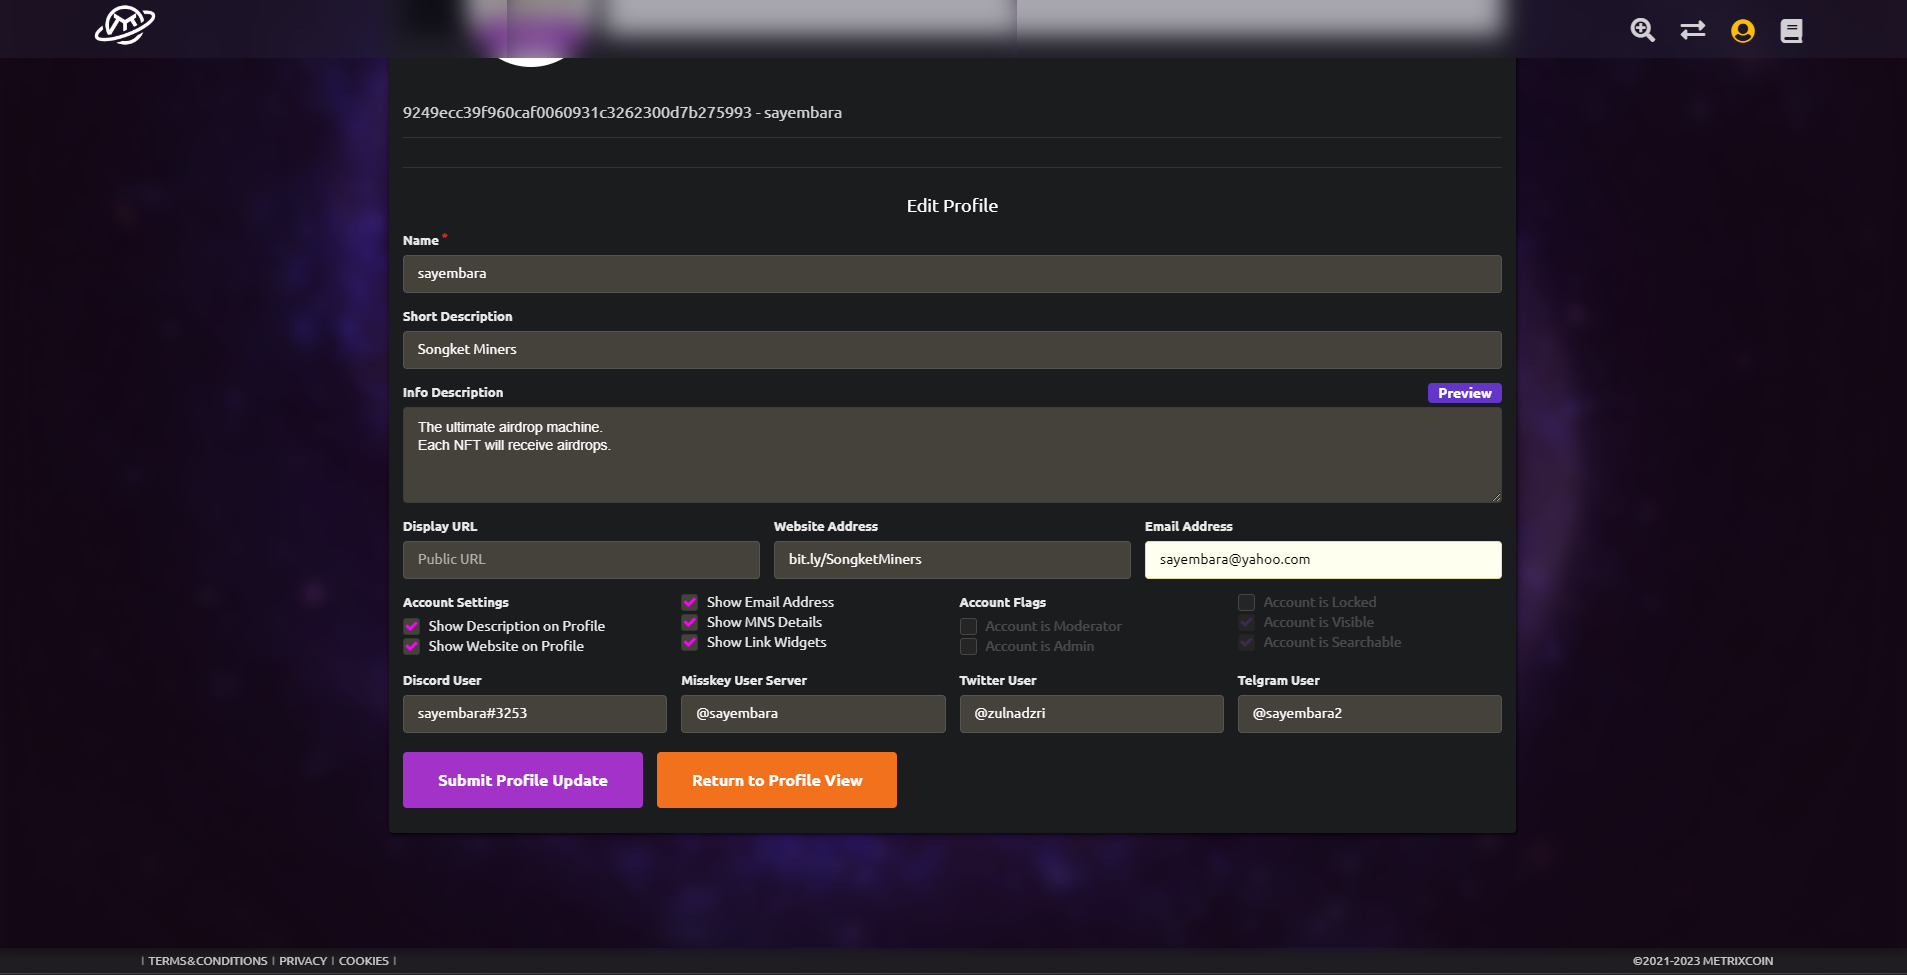 9249ecc39f960caf0060931c3262300d7b275993 - sayembara
Edit Profile
Name *
sayembara
Short Description
Songket Miners
Info Description
Preview
The ultimate airdrop machine.
Each NFT will receive airdrops.
Display URL
Website Address
Email Address
Public URL
bit.ly/SongketMiners
sayembara@yahoo.com
Account Settings
Show Description on Profile
Show Website on Profile
Show Email Address
Show MNS Details
Show Link Widgets
Account Flags
Account is Moderator
Account is Admin
Account is Locked
Account is Visible
Account is Searchable
Discord User
Misskey User Server
Twitter User
Telgram User
sayembara#3253
@sayembara
@zulnadzri
@sayembara2
Submit Profile Update
Return to Profile View
| TERMS&CONDITIONS | PRIVACY | COOKIES |
©2021-2023 METRIXCOIN